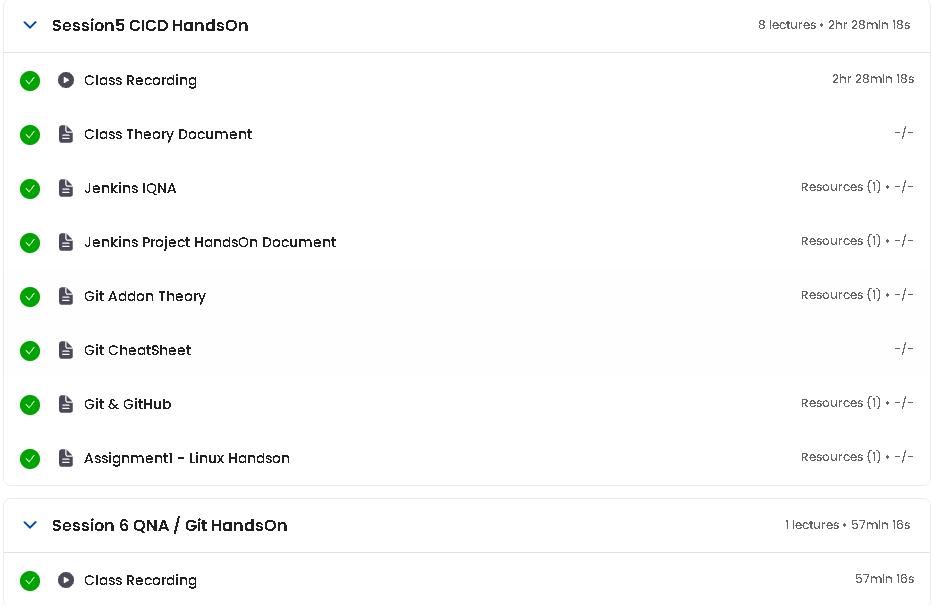 Session5 CICD HandsOn
8 lectures • 2hr 28min 18s
Class Recording
2hr 28min 18s
Class Theory Document
-/-
Jenkins IQNA
Resources (1) • -/-
Jenkins Project HandsOn Document
Resources (1) • -/-
Git Addon Theory
Resources (1) • -/-
Git CheatSheet
-/-
Git & GitHub
Resources (1) • -/-
Assignment1 - Linux Handson
Resources (1) • -/-
Session 6 QNA / Git HandsOn
1 lectures • 57min 16s
Class Recording
57min 16s